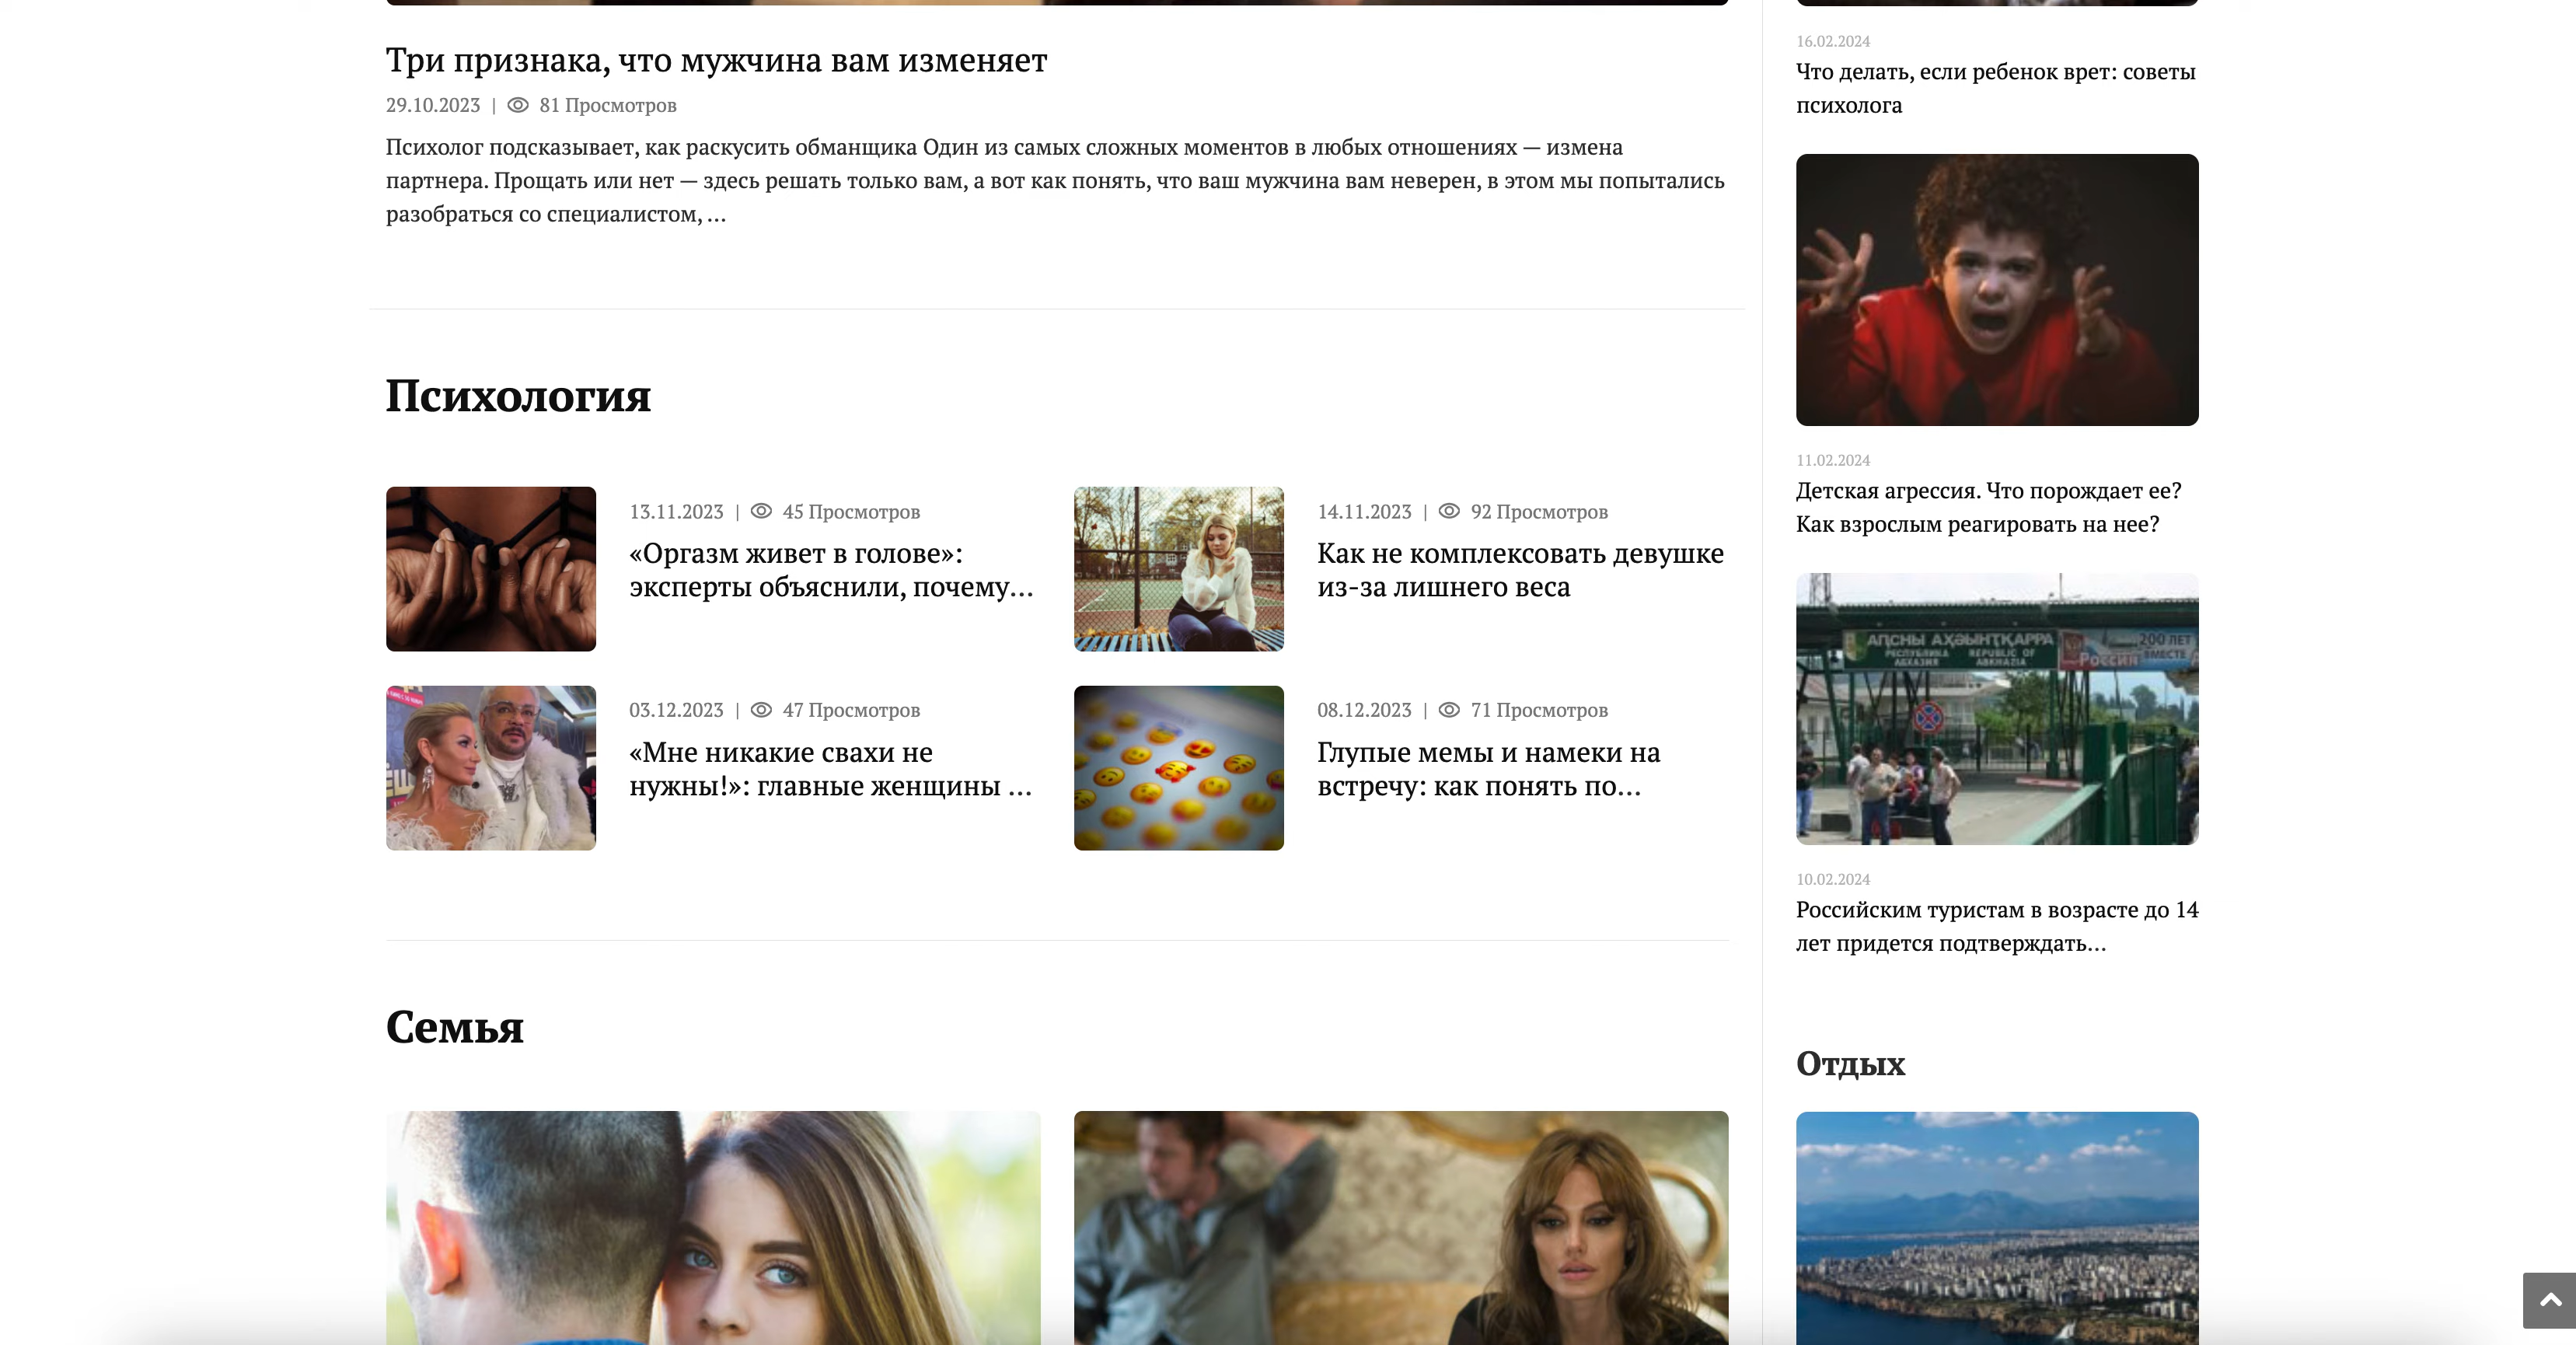 Три признака, что мужчина вам изменяет
29.10.2023 | 81 Просмотров
Психолог подсказывает, как раскусить обманщика Один из самых сложных моментов в любых отношениях — измена
партнера. Прощать или нет — здесь решать только вам, а вот как понять, что ваш мужчина вам неверен, в этом мы попытались
разобраться со специалистом, ...
Психология
13.11.2023 | 45 Просмотров
«Оргазм живет в голове»:
эксперты объяснили, почему...
14.11.2023 | 92 Просмотров
Как не комплексовать девушке
из-за лишнего веса
03.12.2023 | 47 Просмотров
«Мне никакие свахи не
нужны!»: главные женщины ...
08.12.2023 | 71 Просмотров
Глупые мемы и намеки на
встречу: как понять по...
Семья
16.02.2024
Что делать, если ребенок врет: советы
психолога
11.02.2024
Детская агрессия. Что порождает ее?
Как взрослым реагировать на нее?
АԤСНЫ АҲӘЫНҬҚАРРА
РЕСПУБЛИКА АБХАЗИЯ
REPUBLIC OF ABKHAZIA
Россия
200 ЛЕТ
ВМЕСТЕ
10.02.2024
Российским туристам в возрасте до 14
лет придется подтверждать...
Отдых